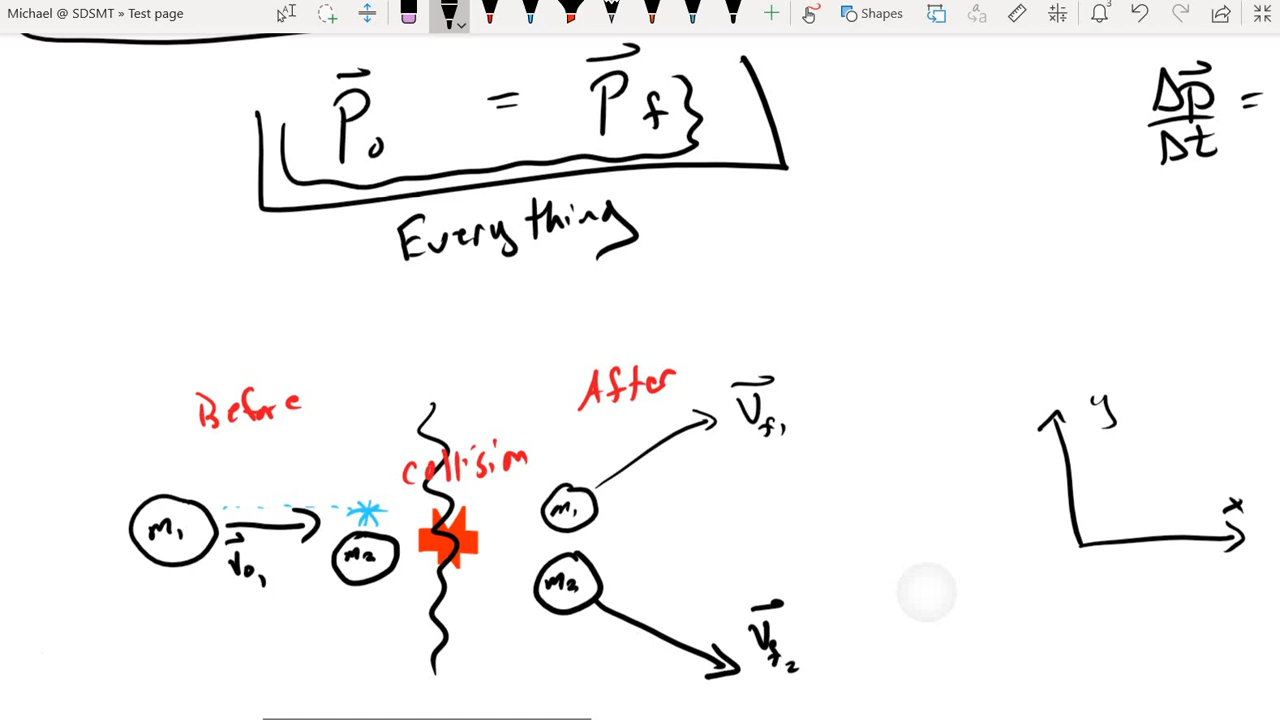 Michael @ SDSMT » Test page
Shapes
3
P⃗₀ = P⃗f
Δp⃗/Δt =
Everything
Before
After
collision
V⃗f₁
y
x
m₁
V⃗₀₁
m₂
m₁
m₂
V⃗f₂